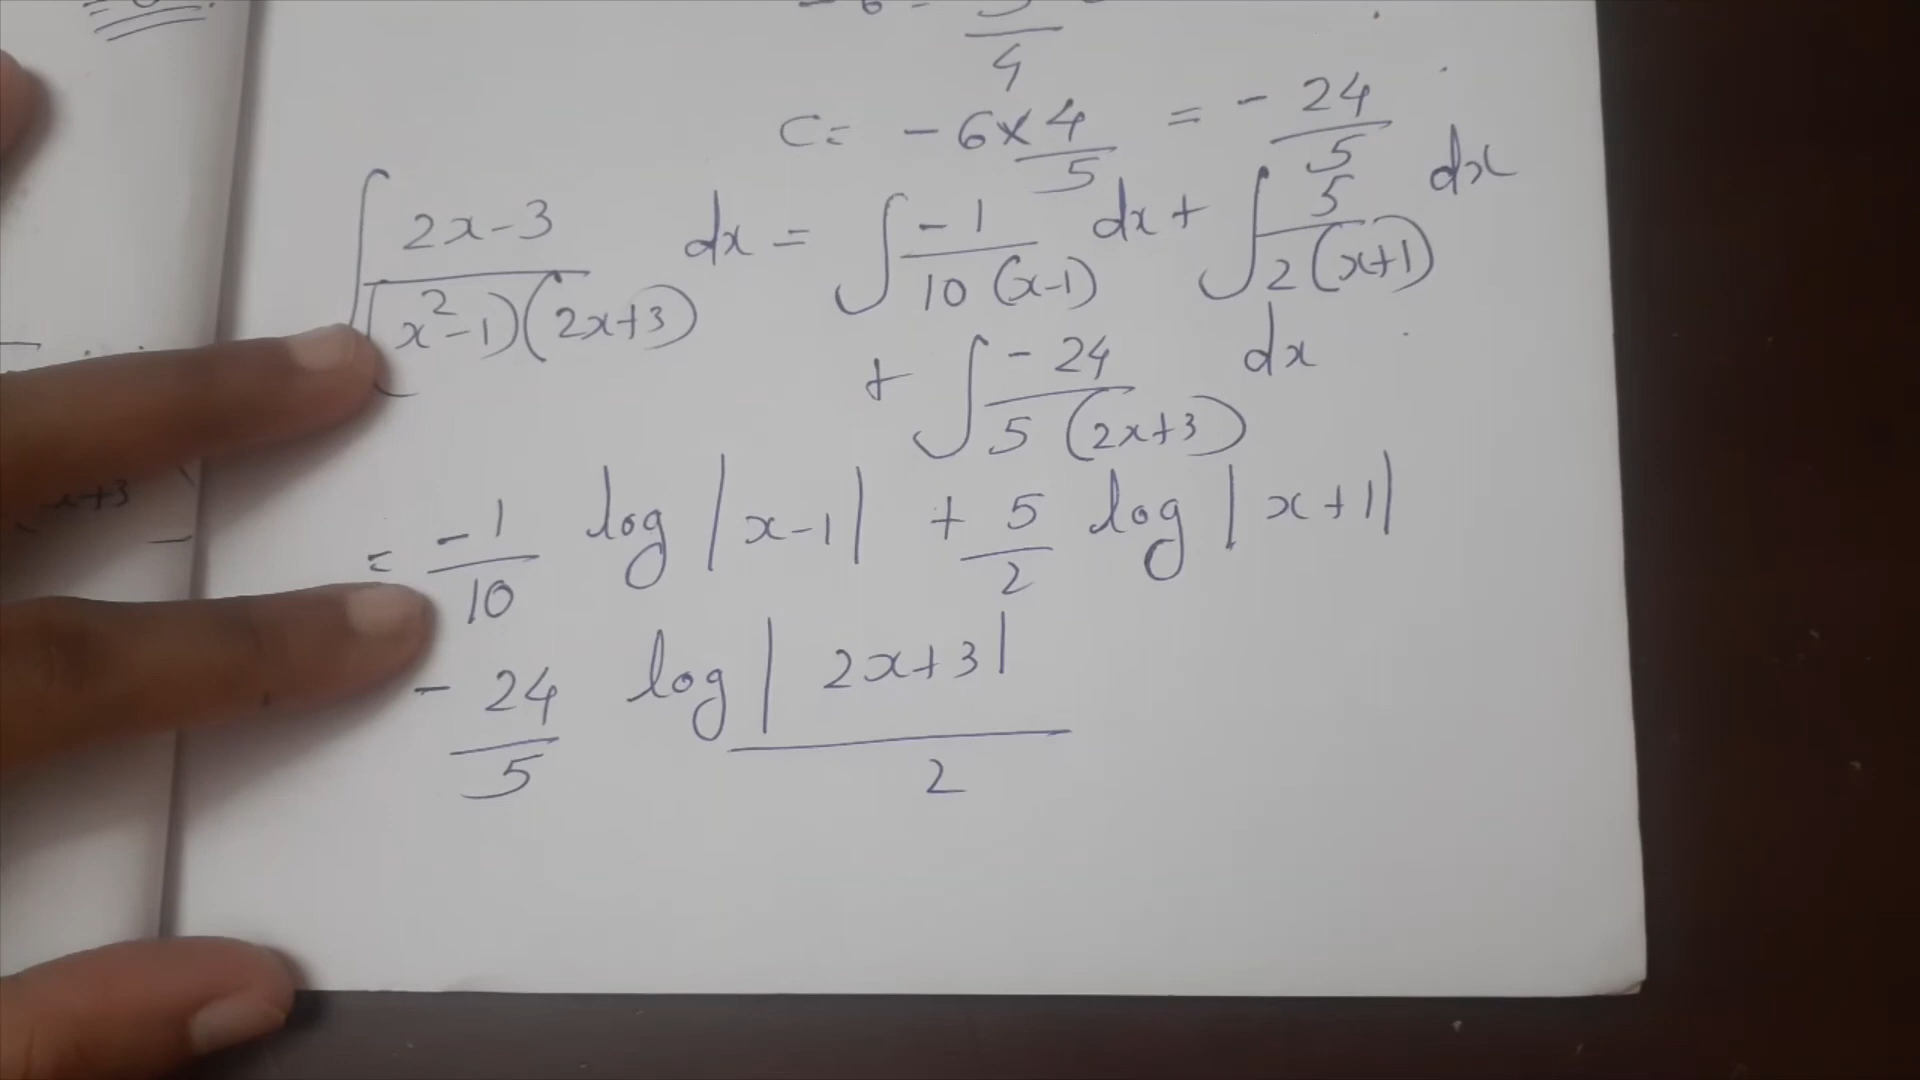 4
C = -6 × 4/5 = -24/5
∫ (2x-3)/((x²-1)(2x+3)) dx = ∫ -1/(10(x-1)) dx + ∫ 5/(2(x+1)) dx
+ ∫ -24/(5(2x+3)) dx
= -1/10 log|x-1| + 5/2 log|x+1|
-24/5 log|2x+3|/2
x+3